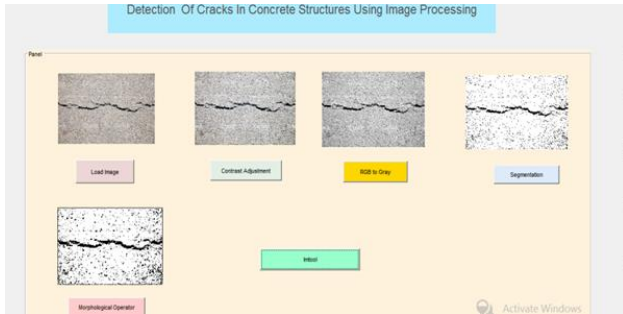 Detection Of Cracks In Concrete Structures Using Image Processing
Panel
Load Image
Contrast Adjustment
RGB to Gray
Segmentation
Imtool
Morphological Operator
Activate Windows